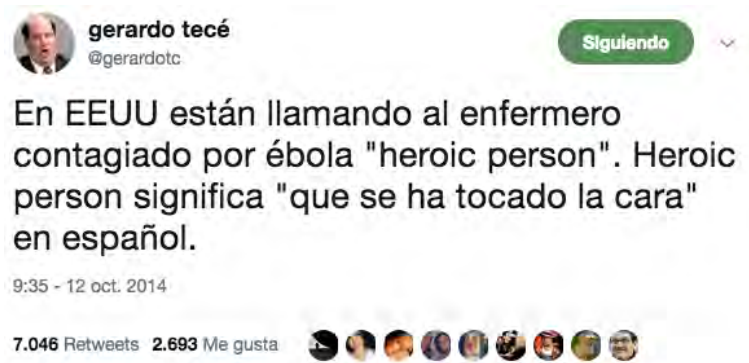 gerardo tecé
@gerardotc
Siguiendo
En EEUU están llamando al enfermero
contagiado por ébola "heroic person". Heroic
person significa "que se ha tocado la cara"
en español.
9:35 - 12 oct. 2014
7.046 Retweets 2.693 Me gusta